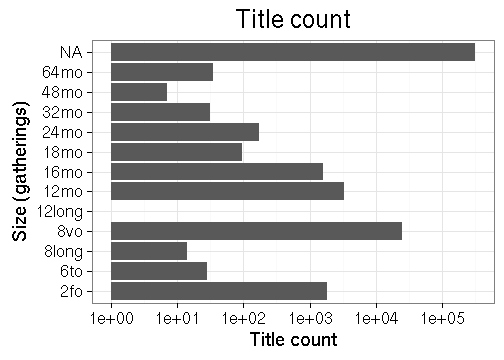 Title count
Size (gatherings)
NA
64mo
48mo
32mo
24mo
18mo
16mo
12mo
12long
8vo
8long
6to
2fo
1e+00 1e+01 1e+02 1e+03 1e+04 1e+05
Title count